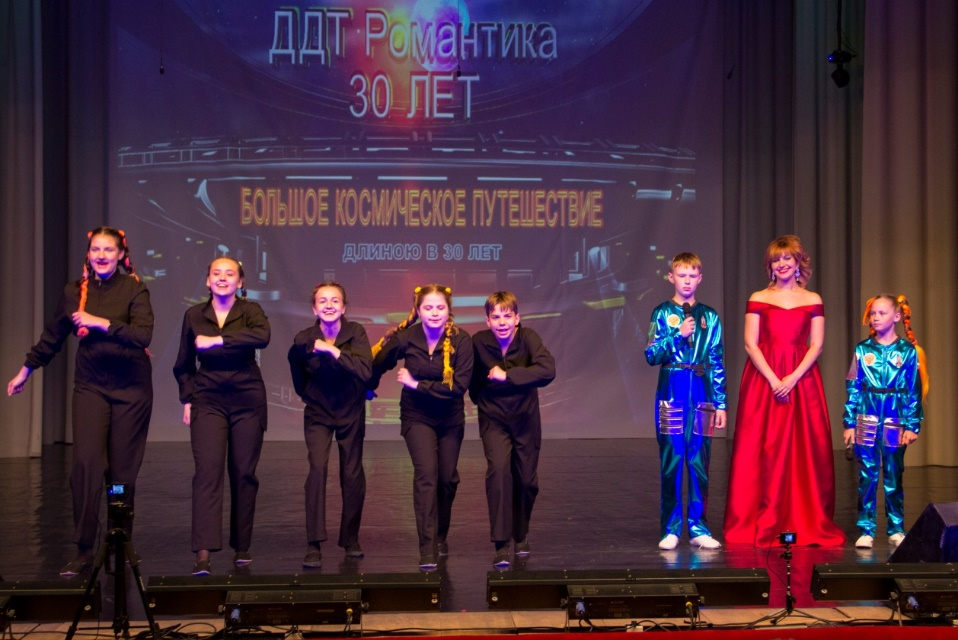 ДДТ Романтика
30 ЛЕТ
БОЛЬШОЕ КОСМИЧЕСКОЕ ПУТЕШЕСТВИЕ
ДЛИНОЮ В 30 ЛЕТ